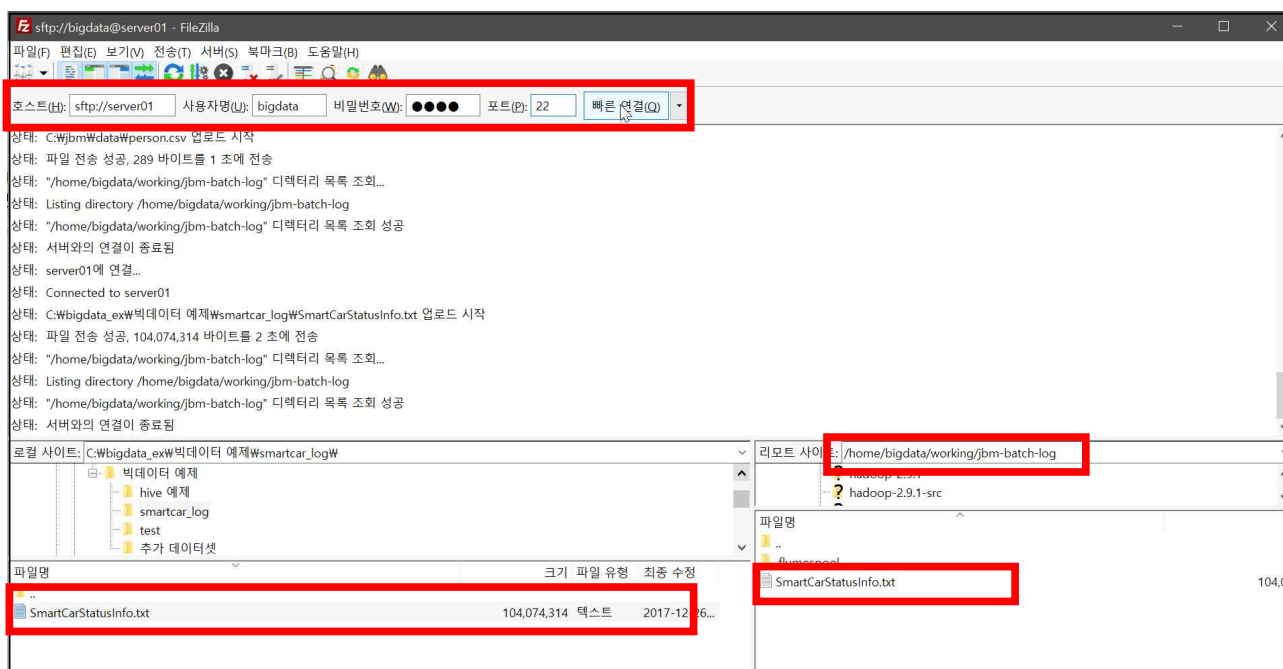 sftp://bigdata@server01 - FileZilla
파일(F) 편집(E) 보기(V) 전송(T) 서버(S) 북마크(B) 도움말(H)
호스트(H): sftp://server01 사용자명(U): bigdata 비밀번호(W): ●●●● 포트(P): 22 빠른 연결(Q)
상태: C:₩jbm₩data₩person.csv 업로드 시작
상태: 파일 전송 성공, 289 바이트를 1 초에 전송
상태: "/home/bigdata/working/jbm-batch-log" 디렉터리 목록 조회...
상태: Listing directory /home/bigdata/working/jbm-batch-log
상태: "/home/bigdata/working/jbm-batch-log" 디렉터리 목록 조회 성공
상태: 서버와의 연결이 종료됨
상태: server01에 연결...
상태: Connected to server01
상태: C:₩bigdata_ex₩빅데이터 예제₩smartcar_log₩SmartCarStatusInfo.txt 업로드 시작
상태: 파일 전송 성공, 104,074,314 바이트를 2 초에 전송
상태: "/home/bigdata/working/jbm-batch-log" 디렉터리 목록 조회...
상태: Listing directory /home/bigdata/working/jbm-batch-log
상태: "/home/bigdata/working/jbm-batch-log" 디렉터리 목록 조회 성공
상태: 서버와의 연결이 종료됨
로컬 사이트: C:₩bigdata_ex₩빅데이터 예제₩smartcar_log₩
빅데이터 예제
hive 예제
smartcar_log
test
추가 데이터셋
파일명 크기 파일 유형 최종 수정
..
SmartCarStatusInfo.txt 104,074,314 텍스트 2017-12-26...
리모트 사이트: /home/bigdata/working/jbm-batch-log
hadoop-2.9.1
hadoop-2.9.1-src
파일명
..
flumespool
SmartCarStatusInfo.txt 104,0